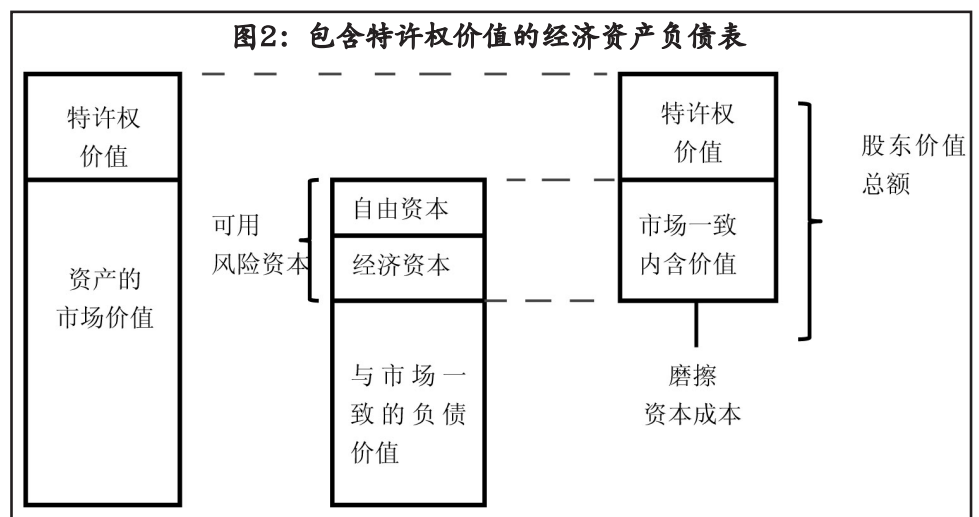 图2：包含特许权价值的经济资产负债表
特许权
价值
资产的
市场价值
可用
风险资本
自由资本
经济资本
与市场一
致的负债
价值
特许权
价值
市场一致
内含价值
磨擦
资本成本
股东价值
总额